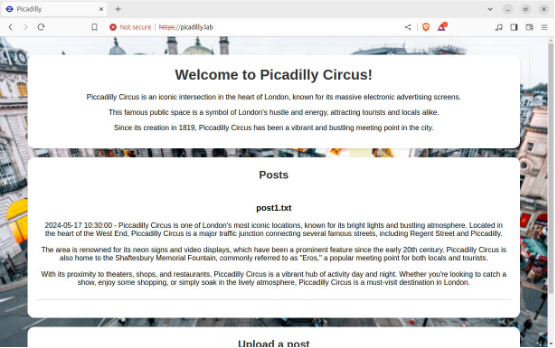 Picadilly
Not secure
https://picadilly.lab
Welcome to Picadilly Circus!
Piccadilly Circus is an iconic intersection in the heart of London, known for its massive electronic advertising screens.
This famous public space is a symbol of London's hustle and energy, attracting tourists and locals alike.
Since its creation in 1819, Piccadilly Circus has been a vibrant and bustling meeting point in the city.
Posts
post1.txt
2024-05-17 10:30:00 - Piccadilly Circus is one of London's most iconic locations, known for its bright lights and bustling atmosphere. Located in
the heart of the West End, Piccadilly Circus is a major traffic junction connecting several famous streets, including Regent Street and Piccadilly.
The area is renowned for its neon signs and video displays, which have been a prominent feature since the early 20th century. Piccadilly Circus is
also home to the Shaftesbury Memorial Fountain, commonly referred to as "Eros," a popular meeting point for both locals and tourists.
With its proximity to theaters, shops, and restaurants, Piccadilly Circus is a vibrant hub of activity day and night. Whether you're looking to catch a
show, enjoy some shopping, or simply soak in the lively atmosphere, Piccadilly Circus is a must-visit destination in London.
Upload a post